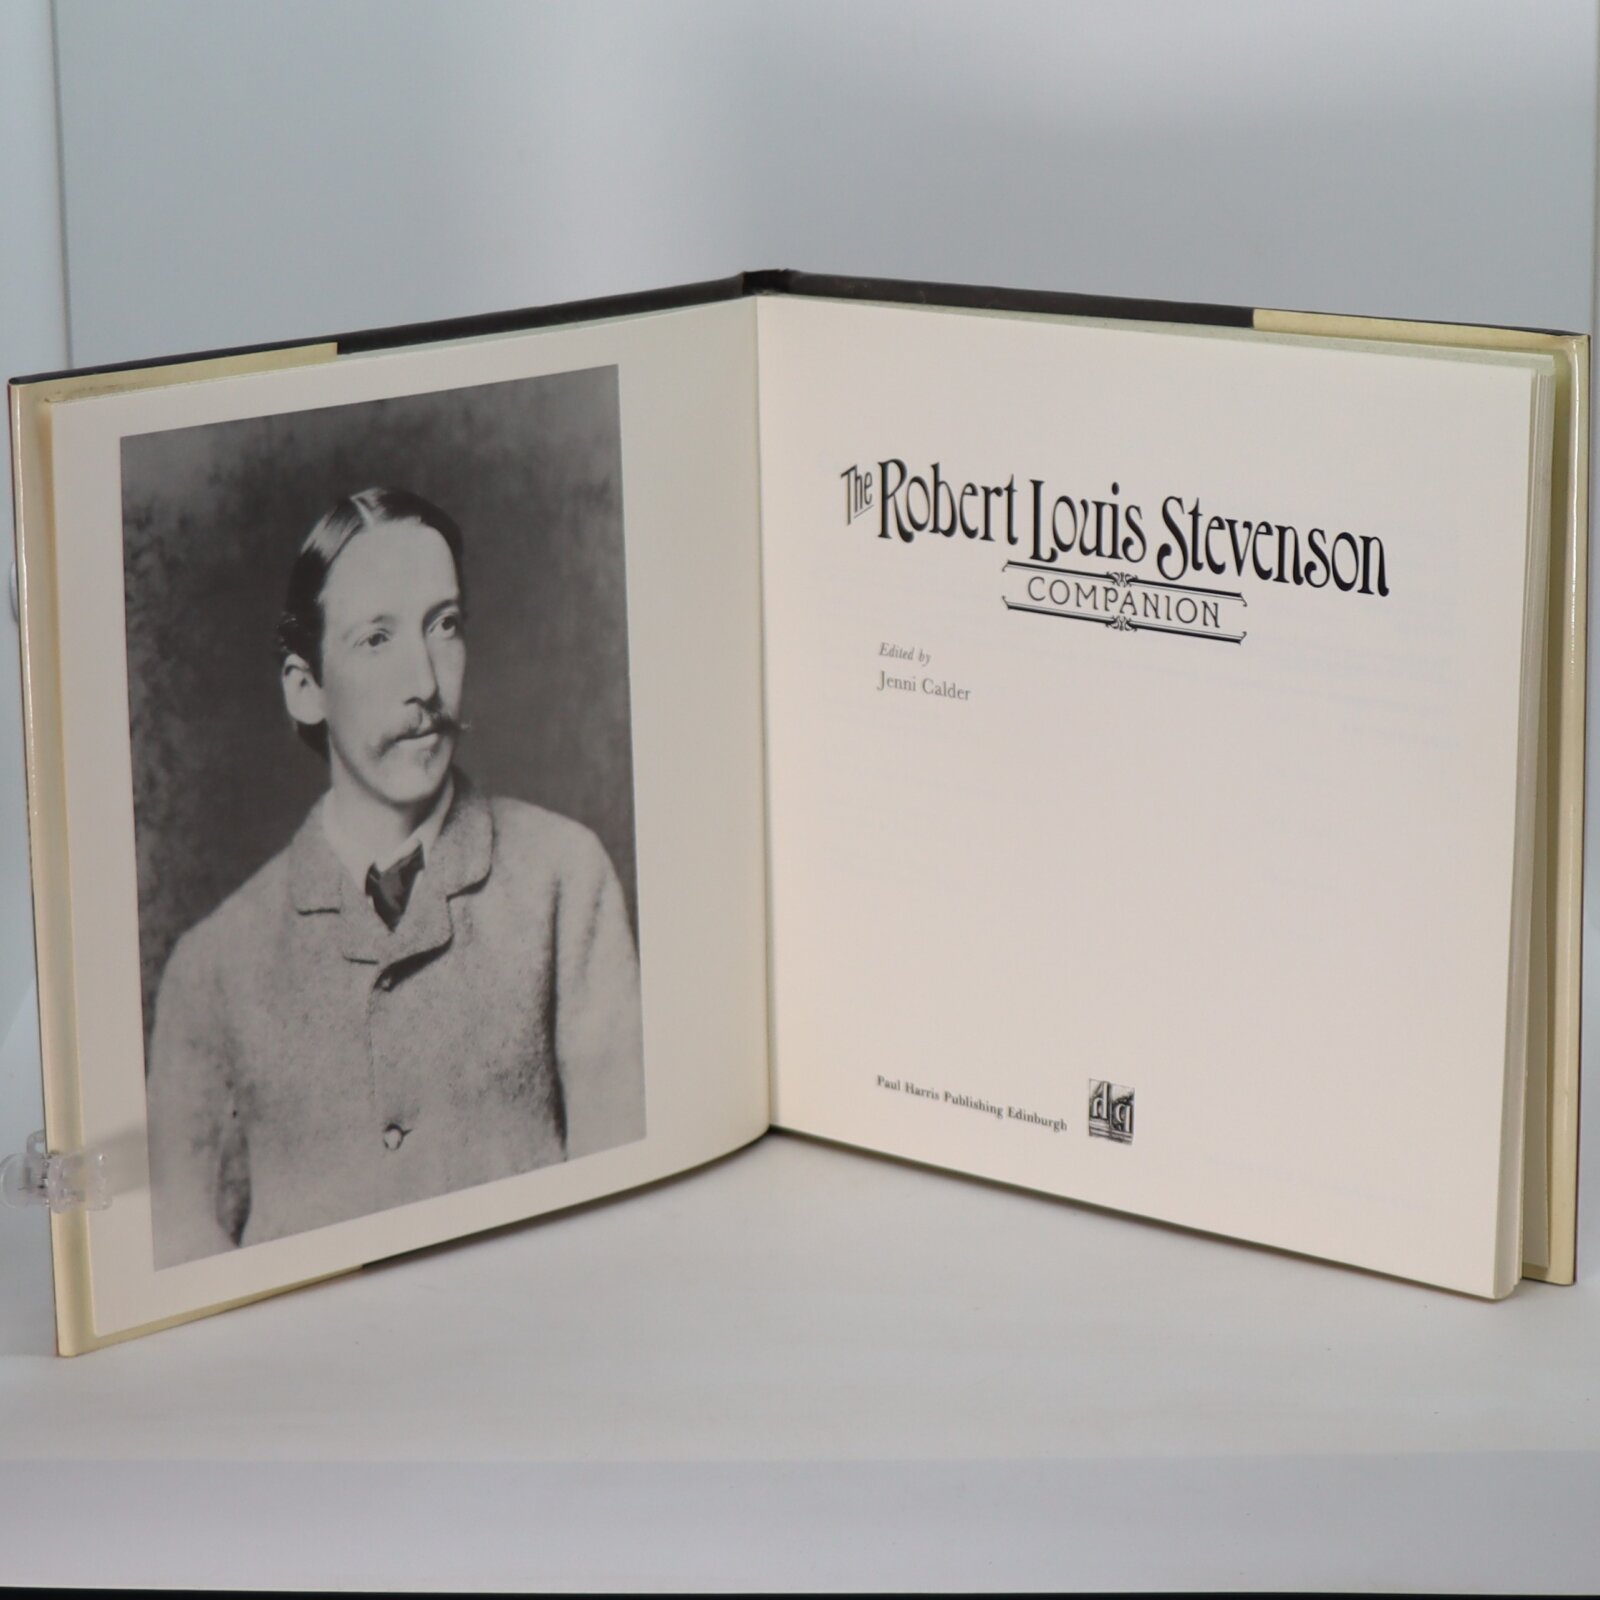 The Robert Louis Stevenson
COMPANION
Edited by
Jenni Calder
Paul Harris Publishing Edinburgh